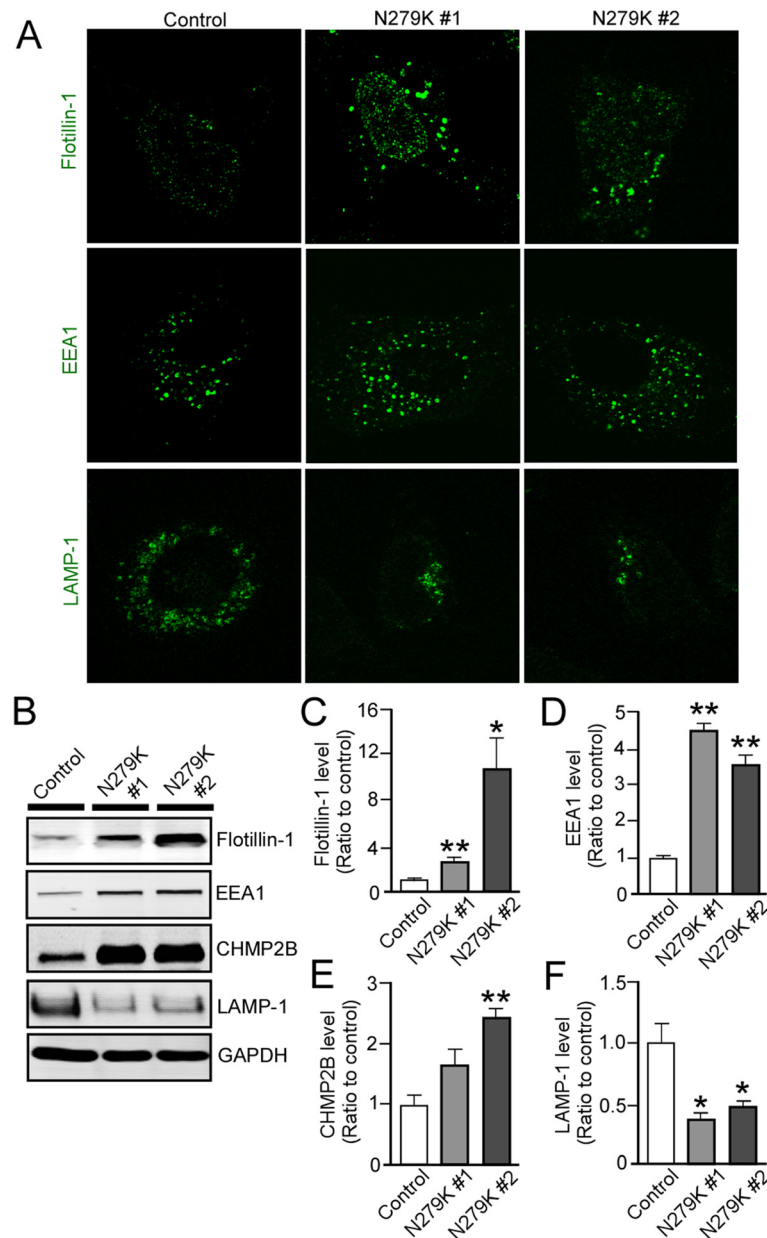 A
Control
N279K #1
N279K #2
Flotillin-1
EEA1
LAMP-1
B
Control
N279K
#1
N279K
#2
Flotillin-1
EEA1
CHMP2B
LAMP-1
GAPDH
C
Flotillin-1 level
(Ratio to control)
16
12
8
4
0
**
*
Control
N279K #1
N279K #2
D
EEA1 level
(Ratio to control)
5
4
3
2
1
0
**
**
Control
N279K #1
N279K #2
E
CHMP2B level
(Ratio to control)
3
2
1
0
**
Control
N279K #1
N279K #2
F
LAMP-1 level
(Ratio to control)
1.5
1.0
0.5
0
*
*
Control
N279K #1
N279K #2